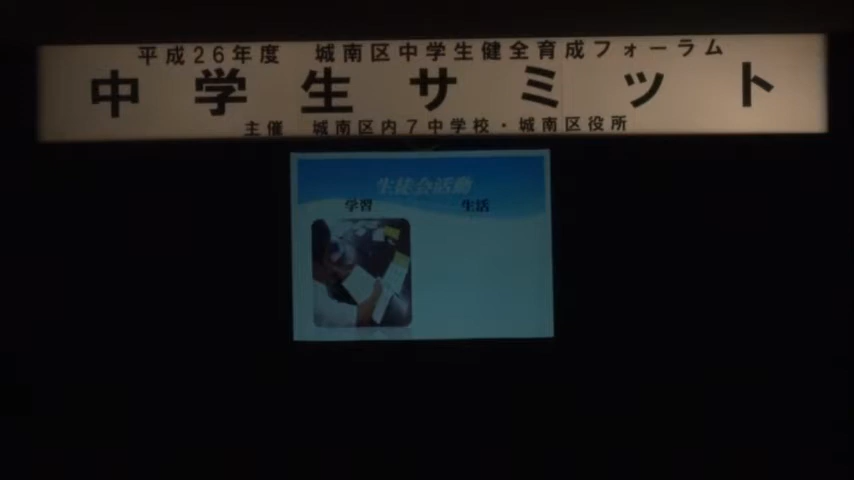 平成26年度 城南区中学生健全育成フォーラム
中学生サミット
主催 城南区内7中学校・城南区役所
生徒会活動
学習 生活